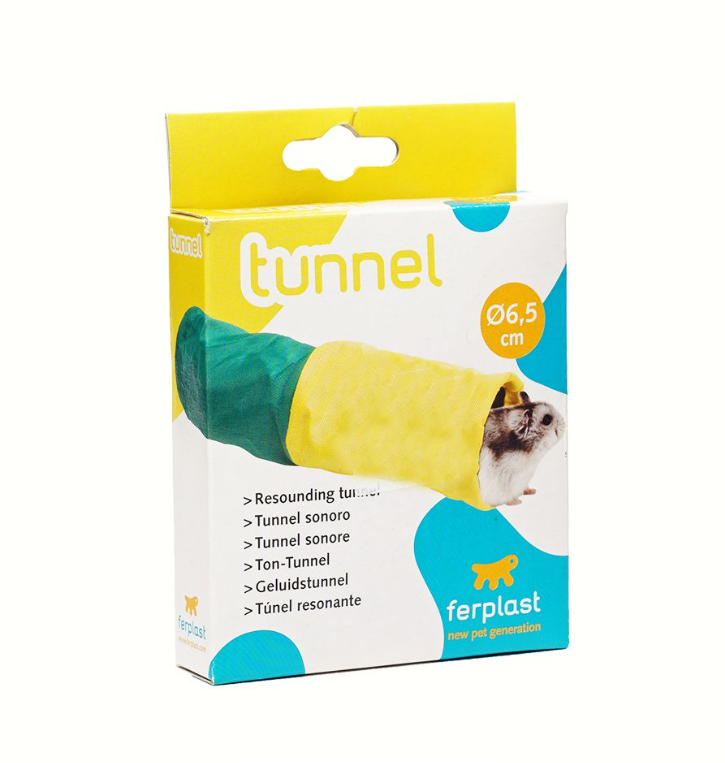 tunnel
tunnel
Ø6,5
cm
> Resounding tunnel
> Tunnel sonoro
> Tunnel sonore
> Ton-Tunnel
> Geluidstunnel
> Túnel resonante
ferplast
new pet generation
ferplast